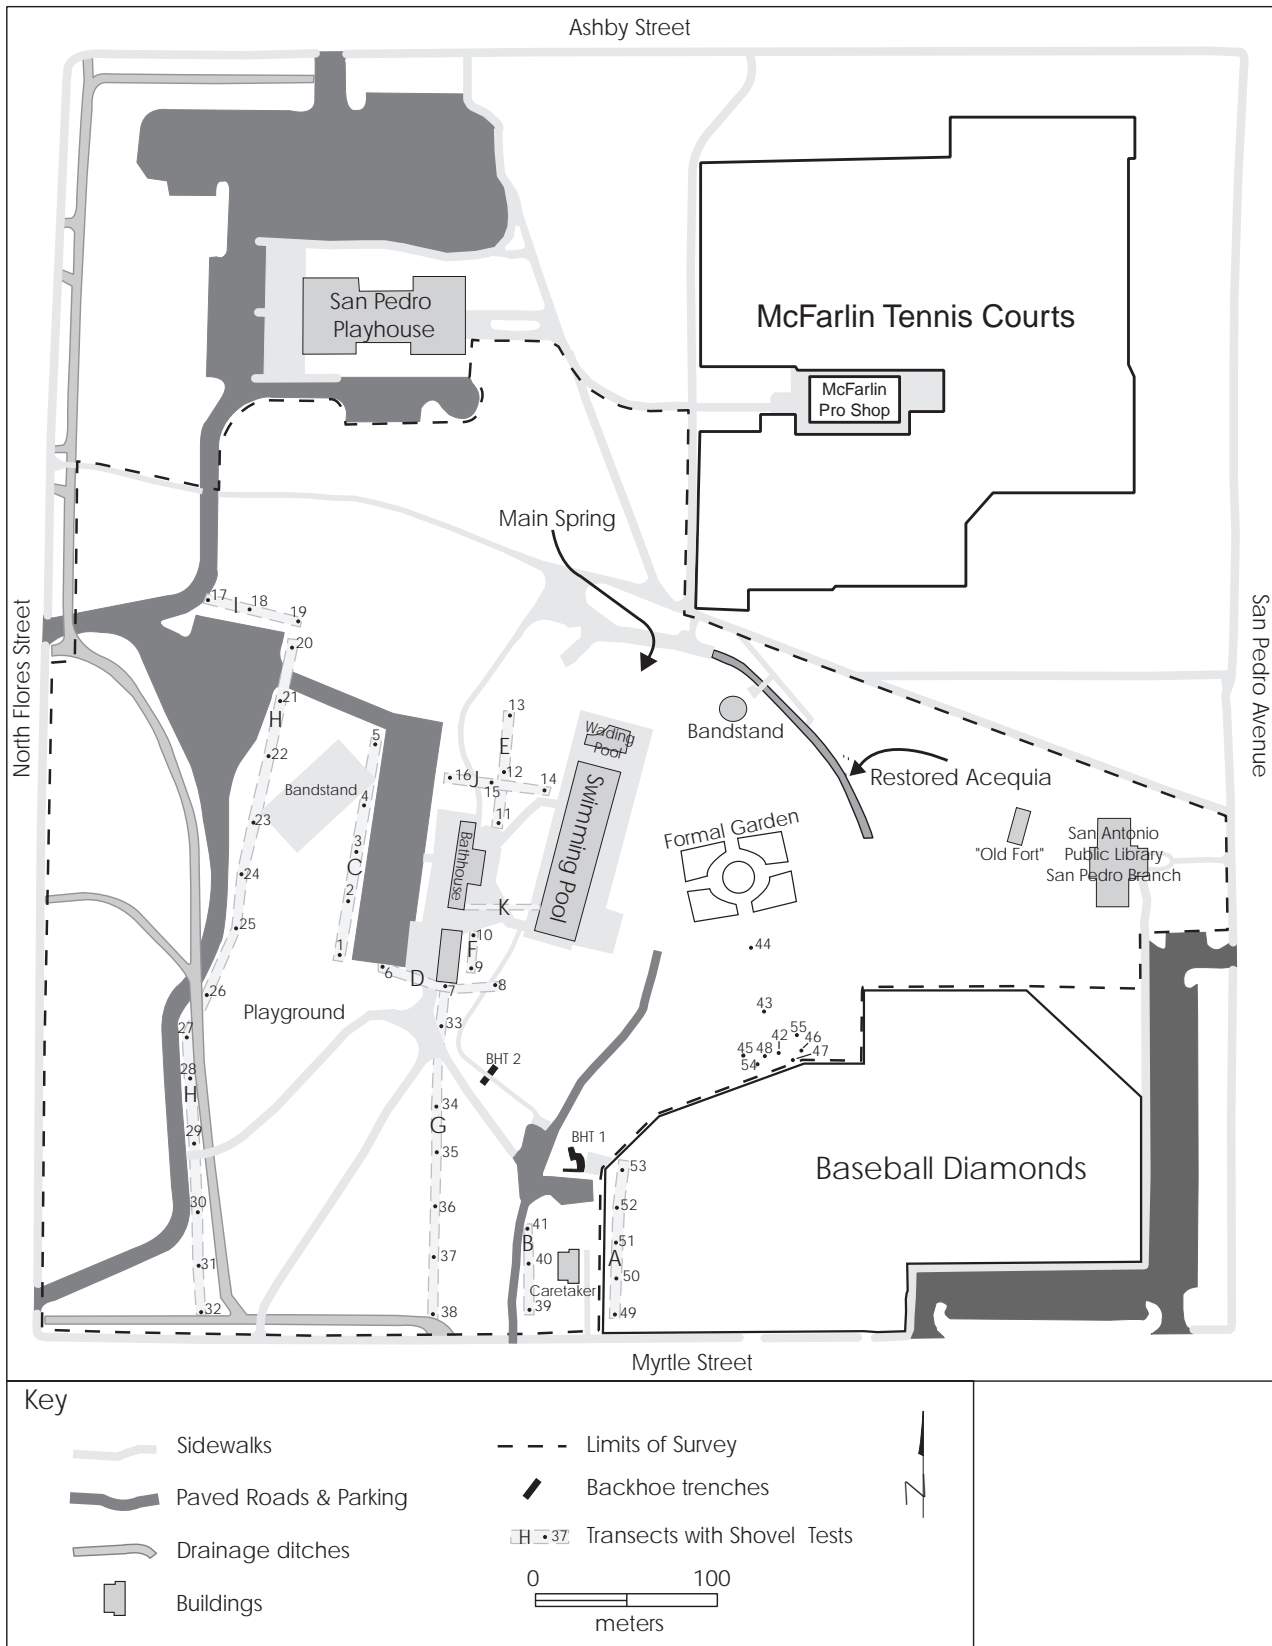 Ashby Street
San Pedro
Playhouse
McFarlin Tennis Courts
McFarlin
Pro Shop
Main Spring
North Flores Street
San Pedro Avenue
17
I
18
19
20
21
H
22
23
24
25
26
5
Bandstand
4
3
C
2
1
13
E
12
16
J
15
14
11
Wading
Pool
Swimming Pool
Bathhouse
K
10
F
9
6
D
7
8
Bandstand
Restored Acequia
Formal Garden
"Old Fort"
San Antonio
Public Library
San Pedro Branch
44
43
55
42
46
45
48
47
54
Playground
27
28
H
29
30
31
32
33
BHT 2
34
G
35
36
37
38
BHT 1
53
52
51
A
50
49
41
B
40
Caretaker
39
Baseball Diamonds
Myrtle Street
Key
Sidewalks
Paved Roads & Parking
Drainage ditches
Buildings
Limits of Survey
Backhoe trenches
H
37
Transects with Shovel Tests
0
100
meters
N